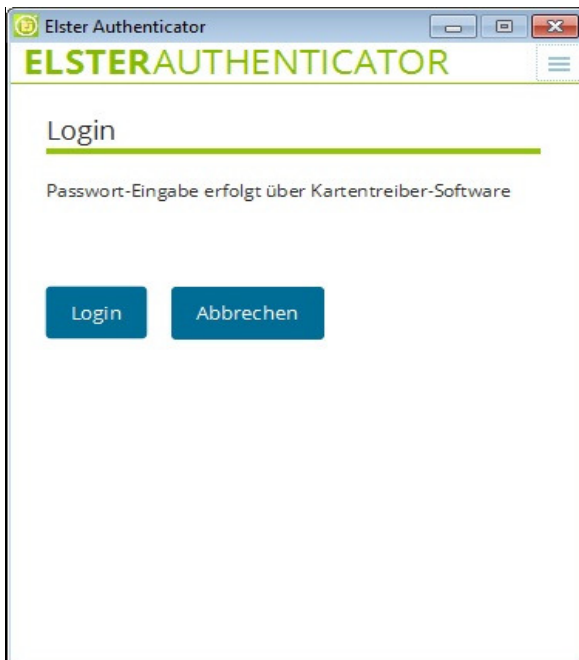 Elster Authenticator
ELSTERAUTHENTICATOR
Login
Passwort-Eingabe erfolgt über Kartentreiber-Software
Login Abbrechen